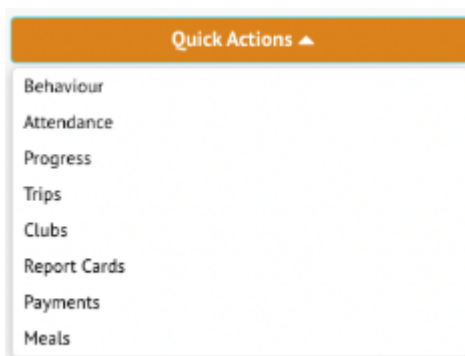 Quick Actions
Behaviour
Attendance
Progress
Trips
Clubs
Report Cards
Payments
Meals